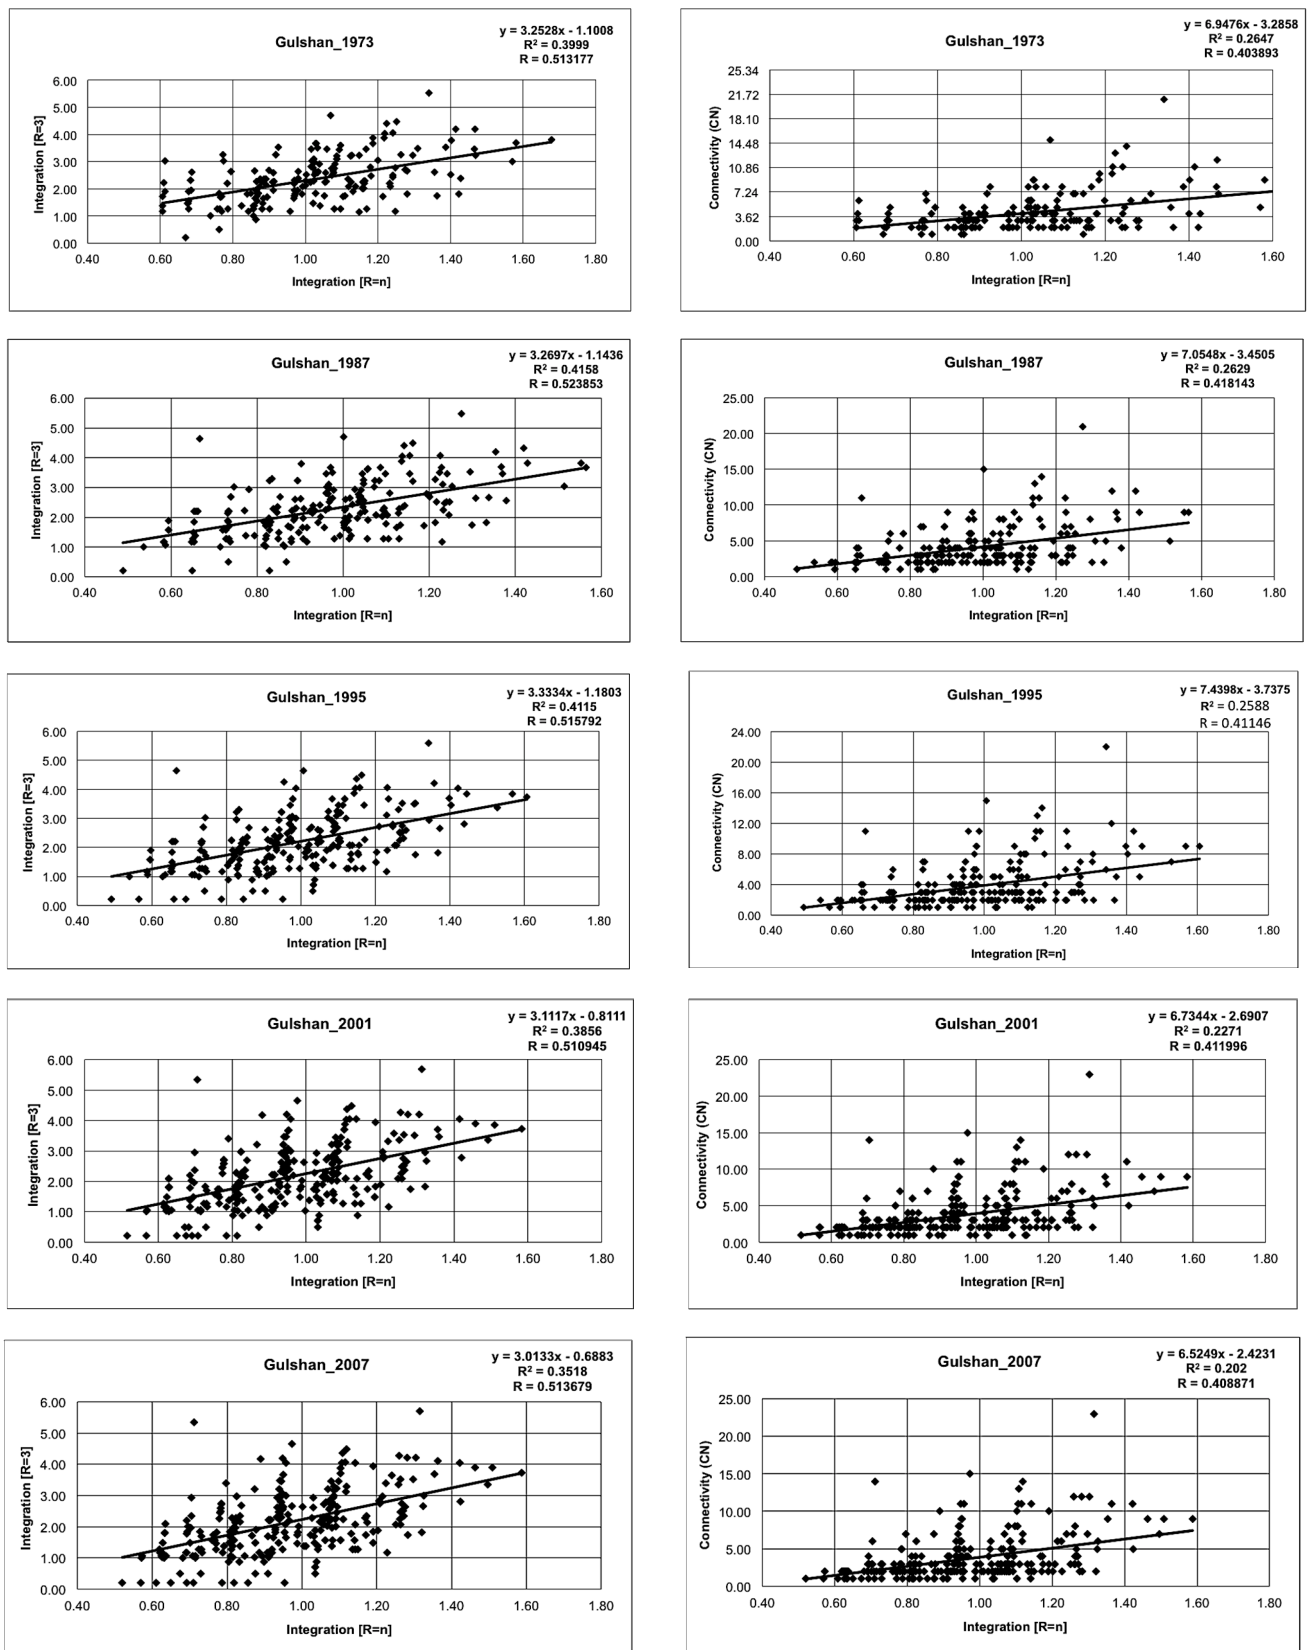 Gulshan_1973
y = 3.2528x - 1.1008
R² = 0.3999
R = 0.513177
Integration [R=3]
6.00
5.00
4.00
3.00
2.00
1.00
0.00
0.40 0.60 0.80 1.00 1.20 1.40 1.60 1.80
Integration [R=n]
Gulshan_1973
y = 6.9476x - 3.2858
R² = 0.2647
R = 0.403893
Connectivity (CN)
25.34
21.72
18.10
14.48
10.86
7.24
3.62
0.00
0.40 0.60 0.80 1.00 1.20 1.40 1.60
Integration [R=n]
Gulshan_1987
y = 3.2697x - 1.1436
R² = 0.4158
R = 0.523853
Integration [R=3]
6.00
5.00
4.00
3.00
2.00
1.00
0.00
0.40 0.60 0.80 1.00 1.20 1.40 1.60
Integration [R=n]
Gulshan_1987
y = 7.0548x - 3.4505
R² = 0.2629
R = 0.418143
Connectivity (CN)
25.00
20.00
15.00
10.00
5.00
0.00
0.40 0.60 0.80 1.00 1.20 1.40 1.60 1.80
Integration [R=n]
Gulshan_1995
y = 3.3334x - 1.1803
R² = 0.4115
R = 0.515792
Integration [R=3]
6.00
5.00
4.00
3.00
2.00
1.00
0.00
0.40 0.60 0.80 1.00 1.20 1.40 1.60 1.80
Integration [R=n]
Gulshan_1995
y = 7.4398x - 3.7375
R² = 0.2588
R = 0.41146
Connectivity (CN)
24.00
20.00
16.00
12.00
8.00
4.00
0.00
0.40 0.60 0.80 1.00 1.20 1.40 1.60 1.80
Integration [R=n]
Gulshan_2001
y = 3.1117x - 0.8111
R² = 0.3856
R = 0.510945
Integration [R=3]
6.00
5.00
4.00
3.00
2.00
1.00
0.00
0.40 0.60 0.80 1.00 1.20 1.40 1.60 1.80
Integration [R=n]
Gulshan_2001
y = 6.7344x - 2.6907
R² = 0.2271
R = 0.411996
Connectivity (CN)
25.00
20.00
15.00
10.00
5.00
0.00
0.40 0.60 0.80 1.00 1.20 1.40 1.60 1.80
Integration [R=n]
Gulshan_2007
y = 3.0133x - 0.6883
R² = 0.3518
R = 0.513679
Integration [R=3]
6.00
5.00
4.00
3.00
2.00
1.00
0.00
0.40 0.60 0.80 1.00 1.20 1.40 1.60 1.80
Integration [R=n]
Gulshan_2007
y = 6.5249x - 2.4231
R² = 0.202
R = 0.408871
Connectivity (CN)
25.00
20.00
15.00
10.00
5.00
0.00
0.40 0.60 0.80 1.00 1.20 1.40 1.60 1.80
Integration [R=n]